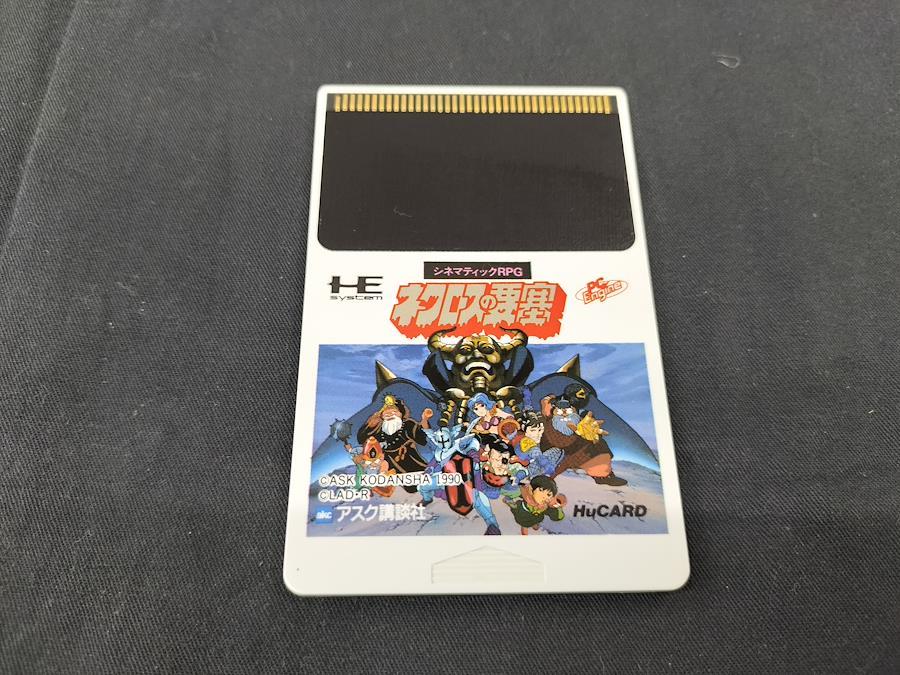 シネマティックRPG
HE
system
ネクロスの要塞
PC
Engine
©ASK KODANSHA 1990
©LAD・R
akc アスク講談社
HuCARD